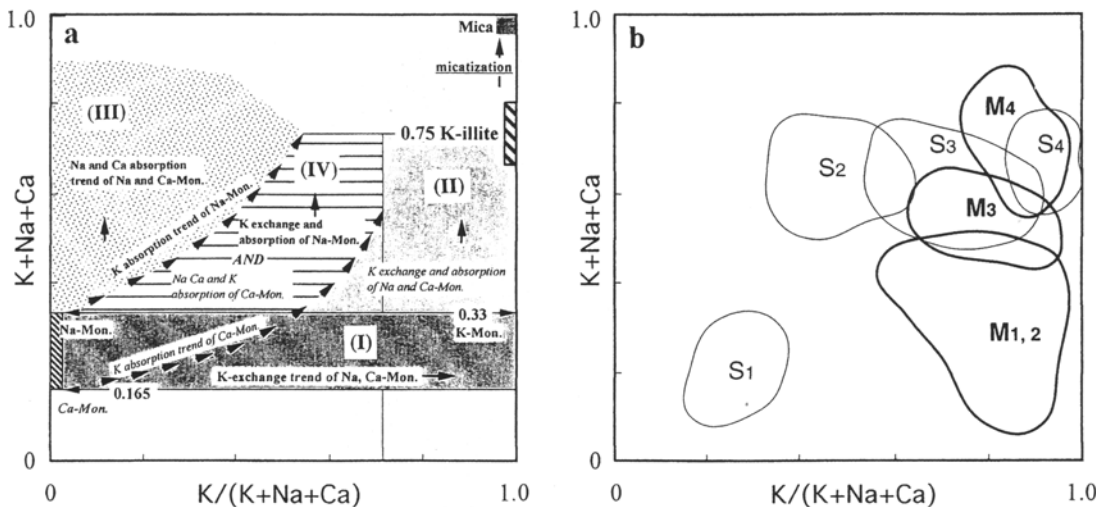 1.0
a
Mica
micatization
(III)
0.75 K-illite
(IV)
(II)
Na and Ca absorption
trend of Na and Ca-Mon.
K absorption trend of Na-Mon.
K exchange and
absorption of Na-Mon.
AND
Na Ca and K
absorption of Ca-Mon.
K exchange and absorption
of Na and Ca-Mon.
Na-Mon.
0.33
K-Mon.
(I)
K absorption trend of Ca-Mon
K-exchange trend of Na, Ca-Mon.
0.165
Ca-Mon.
K+Na+Ca
0
0
K/(K+Na+Ca)
1.0
1.0
b
M4
S3
S4
S2
M3
M1, 2
S1
K+Na+Ca
0
0
K/(K+Na+Ca)
1.0